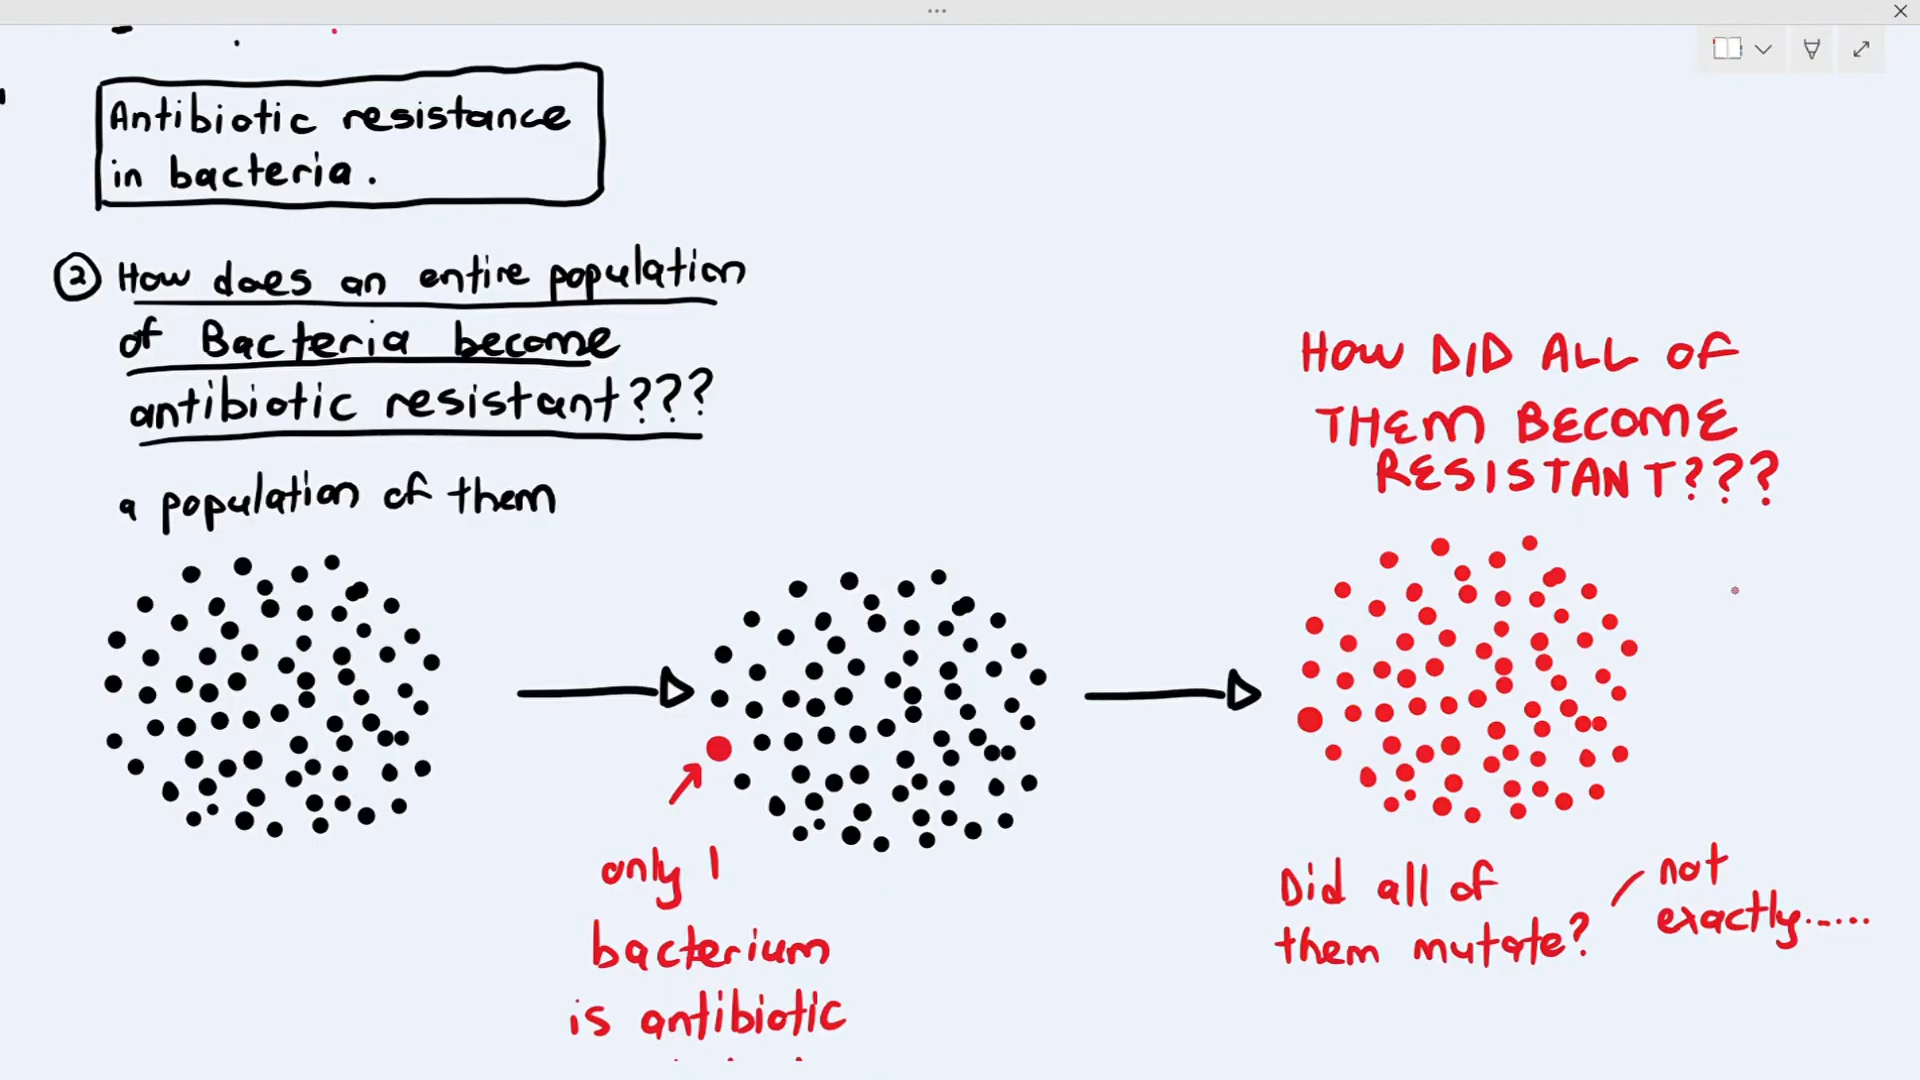 Antibiotic resistance
in bacteria.
② How does an entire population
of Bacteria become
antibiotic resistant???
a population of them
only 1
bacterium
is antibiotic
HOW DID ALL OF
THEM BECOME
RESISTANT???
Did all of
them mutate?
not
exactly......